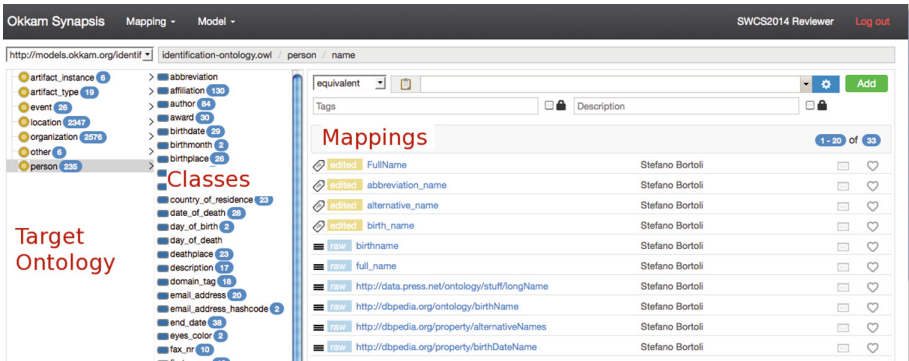 Okkam Synapsis Mapping Model SWCS2014 Reviewer Log out
http://models.okkam.org/identif identification-ontology.owl / person / name
artifact_instance 6
artifact_type 19
event 26
location 2347
organization 2576
other 6
person 235
Target
Ontology
abbreviation
affiliation 130
author 84
award 30
birthdate 29
birthmonth 2
birthplace 26
Classes
country_of_residence 23
date_of_death 28
day_of_birth 2
day_of_death
deathplace 23
description 17
domain_tag 18
email_address 20
email_address_hashcode 2
end_date 38
eyes_color 2
fax_nr 10
equivalent Add
Tags Description
Mappings 1 - 20 of 33
edited FullName Stefano Bortoli
edited abbreviation_name Stefano Bortoli
edited alternative_name Stefano Bortoli
edited birth_name Stefano Bortoli
raw birthname Stefano Bortoli
raw full_name Stefano Bortoli
raw http://data.press.net/ontology/stuff/longName Stefano Bortoli
raw http://dbpedia.org/ontology/birthName Stefano Bortoli
raw http://dbpedia.org/property/alternativeNames Stefano Bortoli
raw http://dbpedia.org/property/birthDateName Stefano Bortoli